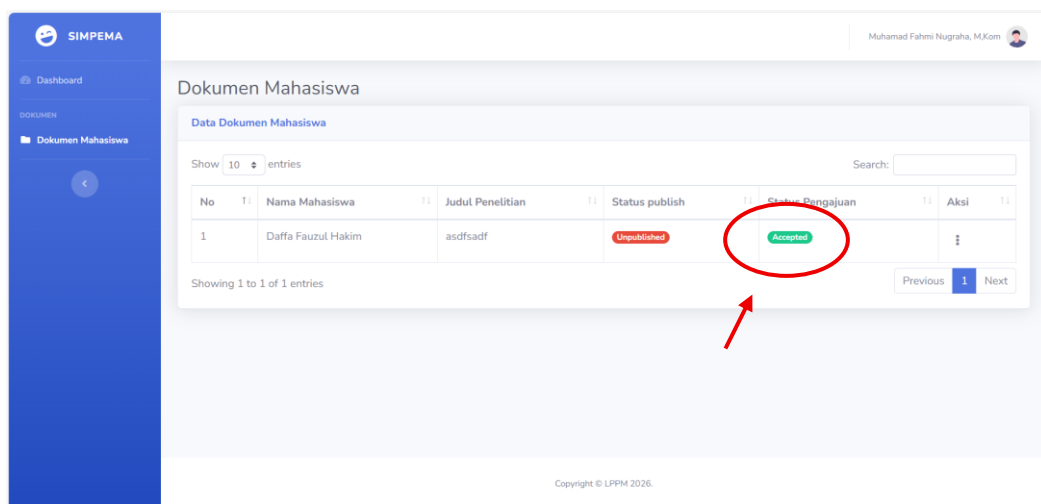 SIMPEMA
Muhamad Fahmi Nugraha, M,Kom
Dashboard
DOKUMEN
Dokumen Mahasiswa
Dokumen Mahasiswa
Data Dokumen Mahasiswa
Show 10 entries
Search:
No Nama Mahasiswa Judul Penelitian Status publish Status Pengajuan Aksi
1 Daffa Fauzul Hakim asdfsadf Unpublished Accepted
Showing 1 to 1 of 1 entries
Previous 1 Next
Copyright © LPPM 2026.